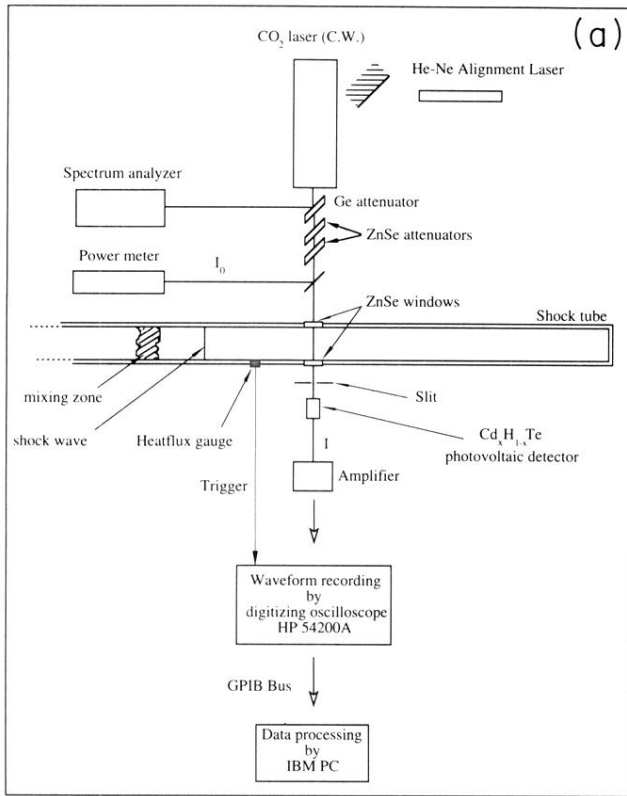 (a)
CO₂ laser (C.W.)
He-Ne Alignment Laser
Spectrum analyzer
Ge attenuator
ZnSe attenuators
Power meter
I₀
ZnSe windows
Shock tube
mixing zone
shock wave
Heatflux gauge
Slit
CdₓH₁₋ₓTe
photovoltaic detector
I
Trigger
Amplifier
Waveform recording
by
digitizing oscilloscope
HP 54200A
GPIB Bus
Data processing
by
IBM PC